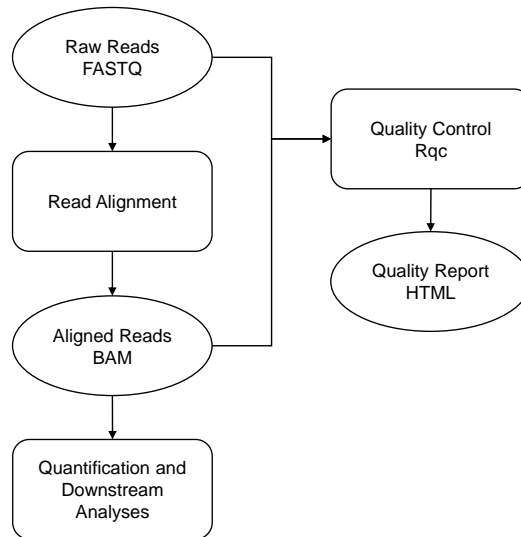 Raw Reads
FASTQ
Read Alignment
Aligned Reads
BAM
Quantification and
Downstream
Analyses
Quality Control
Rqc
Quality Report
HTML